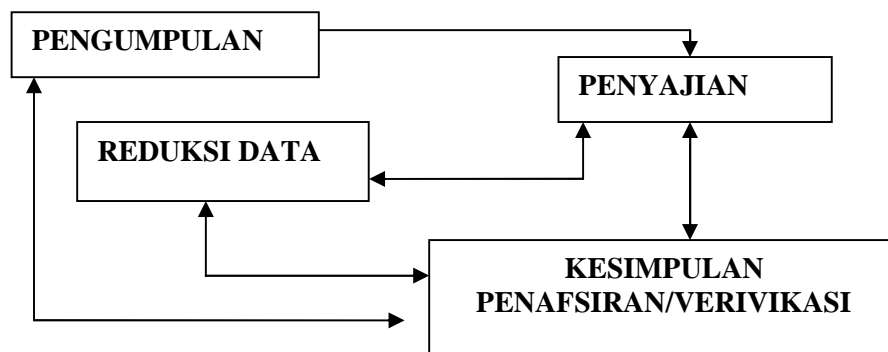 PENGUMPULAN
PENYAJIAN
REDUKSI DATA
KESIMPULAN
PENAFSIRAN/VERIVIKASI